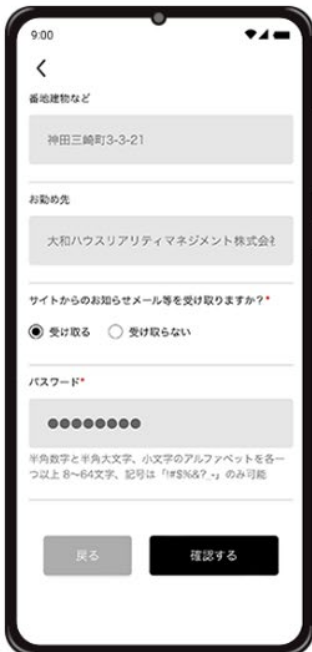 9:00
番地建物など
神田三崎町3-3-21
お勤め先
大和ハウスリアリティマネジメント株式会社
サイトからのお知らせメール等を受け取りますか？*
受け取る 受け取らない
パスワード*
●●●●●●●●
半角数字と半角大文字、小文字のアルファベットを各一
つ以上 8〜64文字、記号は「!#$%&?_-」のみ可能
戻る 確認する